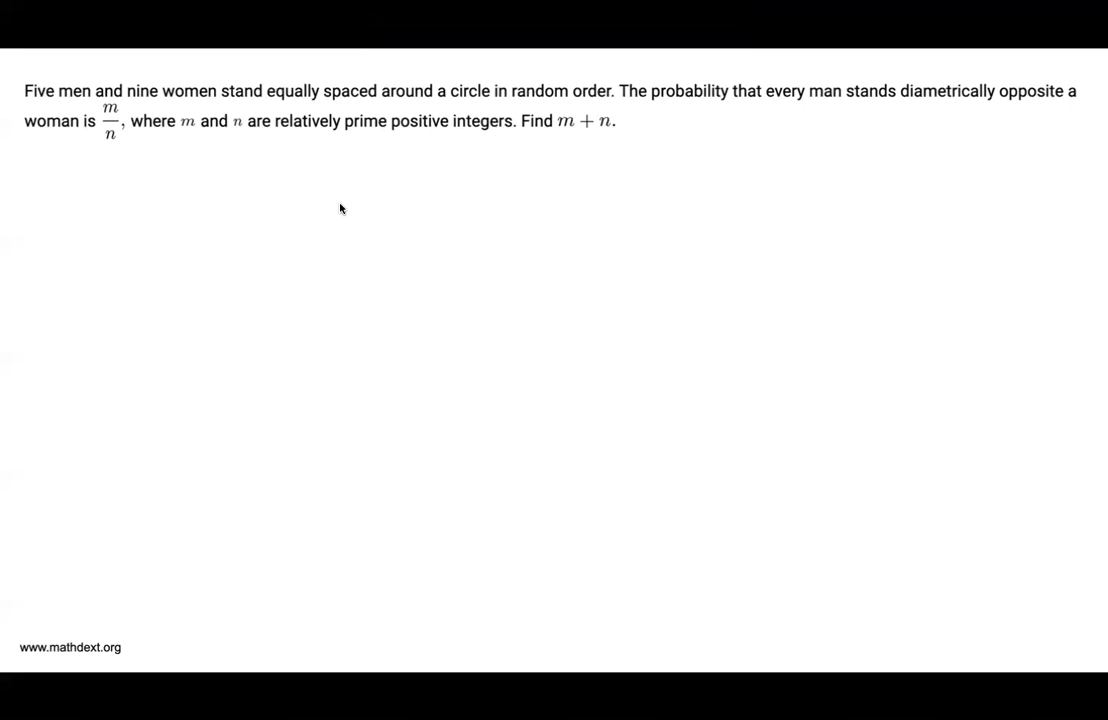 Five men and nine women stand equally spaced around a circle in random order. The probability that every man stands diametrically opposite a
woman is m/n, where m and n are relatively prime positive integers. Find m + n.
www.mathdext.org